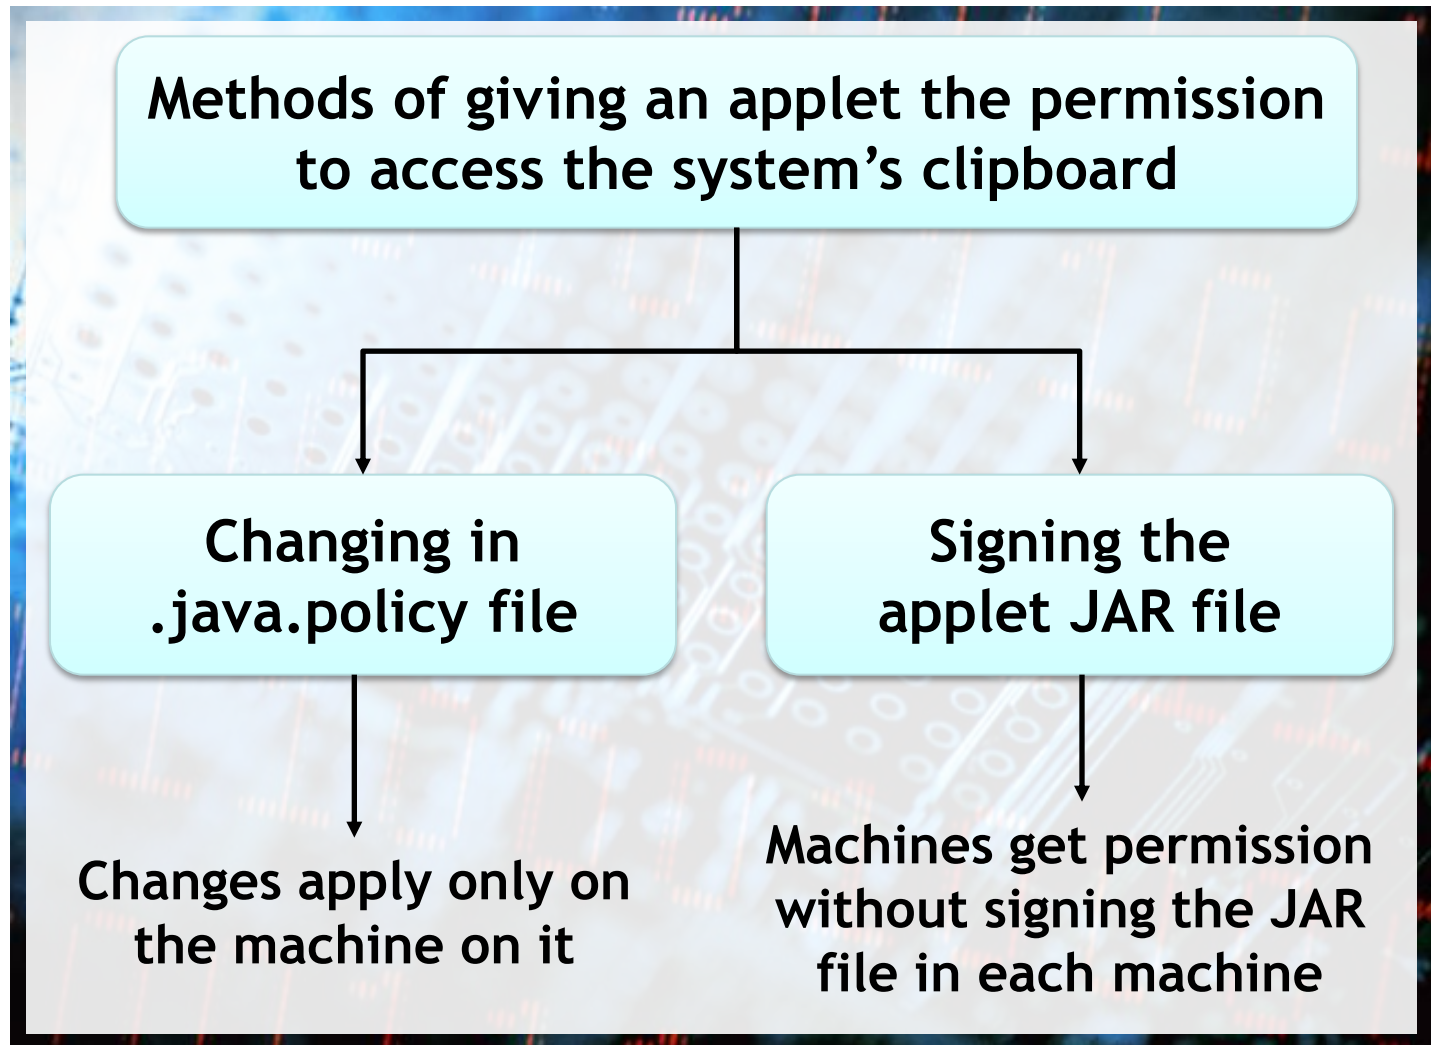 Methods of giving an applet the permission
to access the system’s clipboard
Changing in
.java.policy file
Signing the
applet JAR file
Changes apply only on
the machine on it
Machines get permission
without signing the JAR
file in each machine